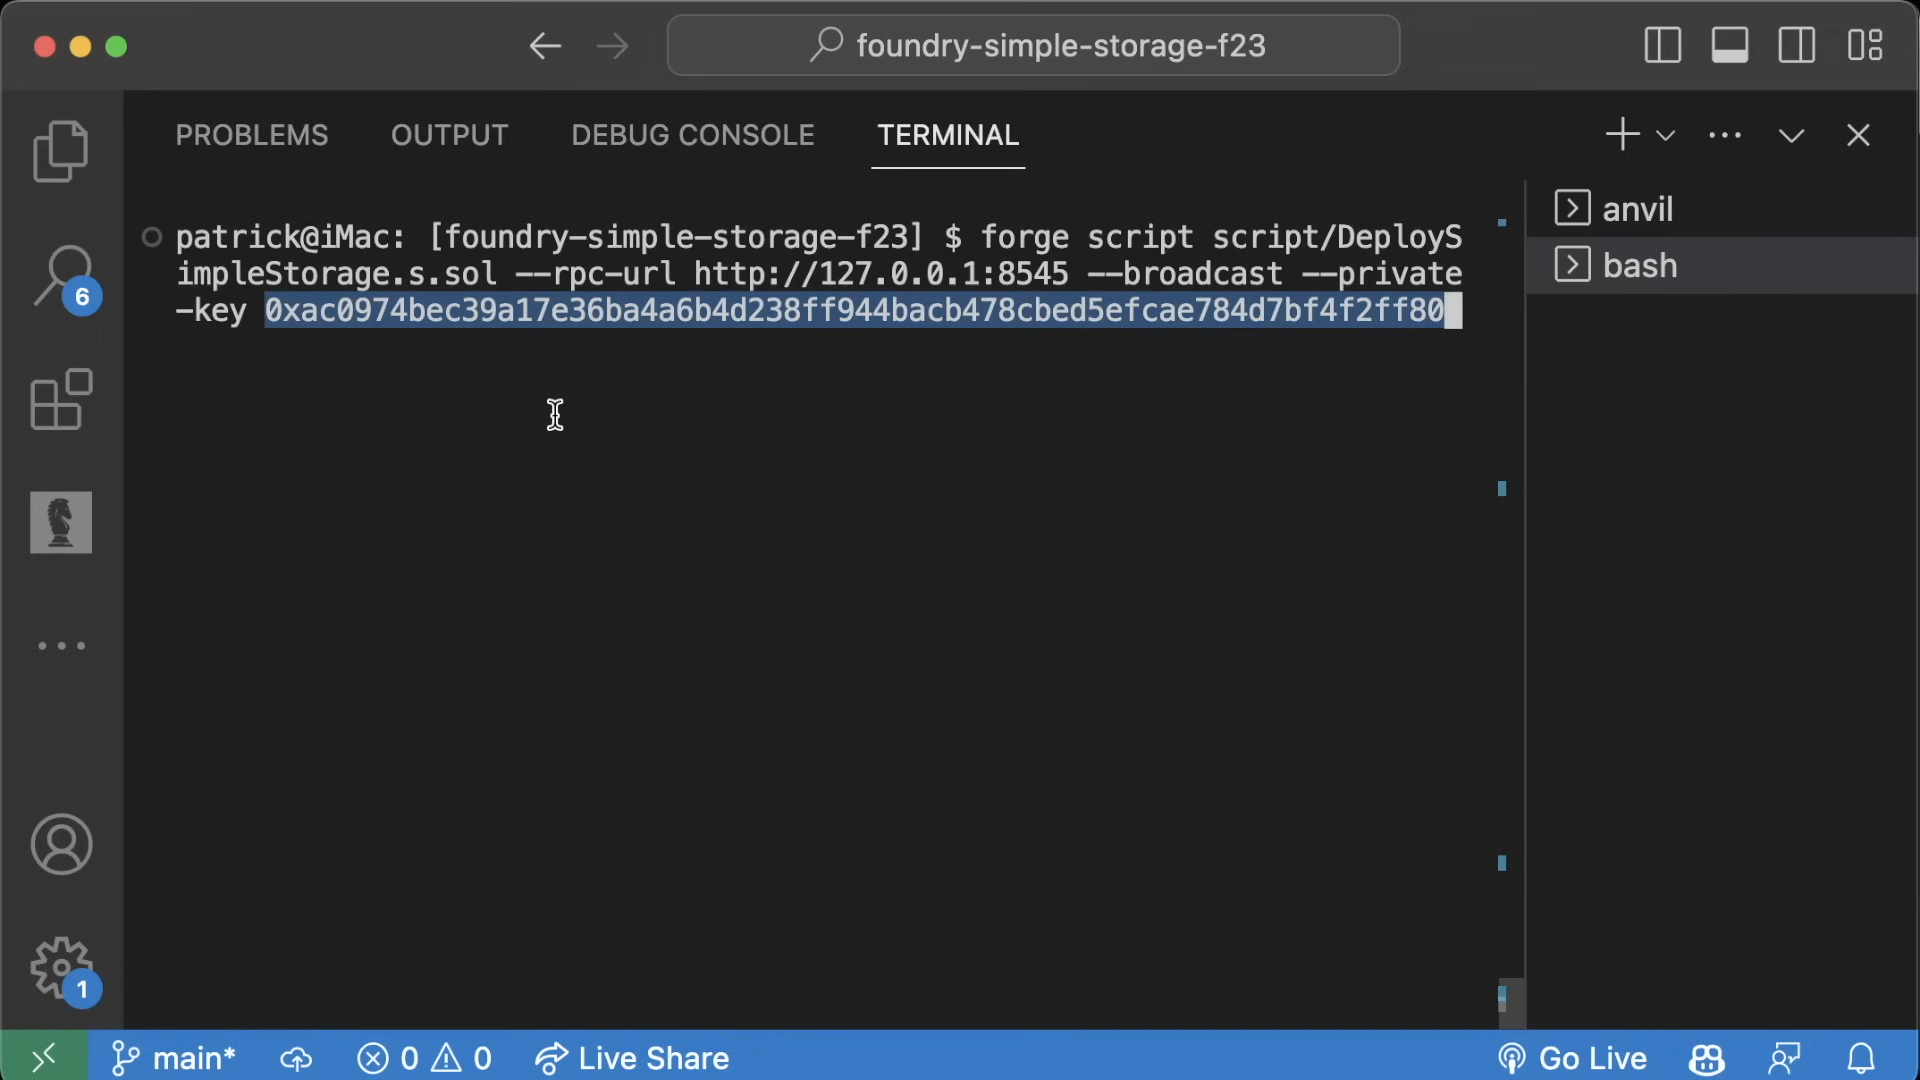 foundry-simple-storage-f23
PROBLEMS OUTPUT DEBUG CONSOLE TERMINAL
patrick@iMac: [foundry-simple-storage-f23] $ forge script script/DeployS
impleStorage.s.sol --rpc-url http://127.0.0.1:8545 --broadcast --private
-key 0xac0974bec39a17e36ba4a6b4d238ff944bacb478cbed5efcae784d7bf4f2ff80
anvil
bash
6
1
main* 0 0 Live Share Go Live